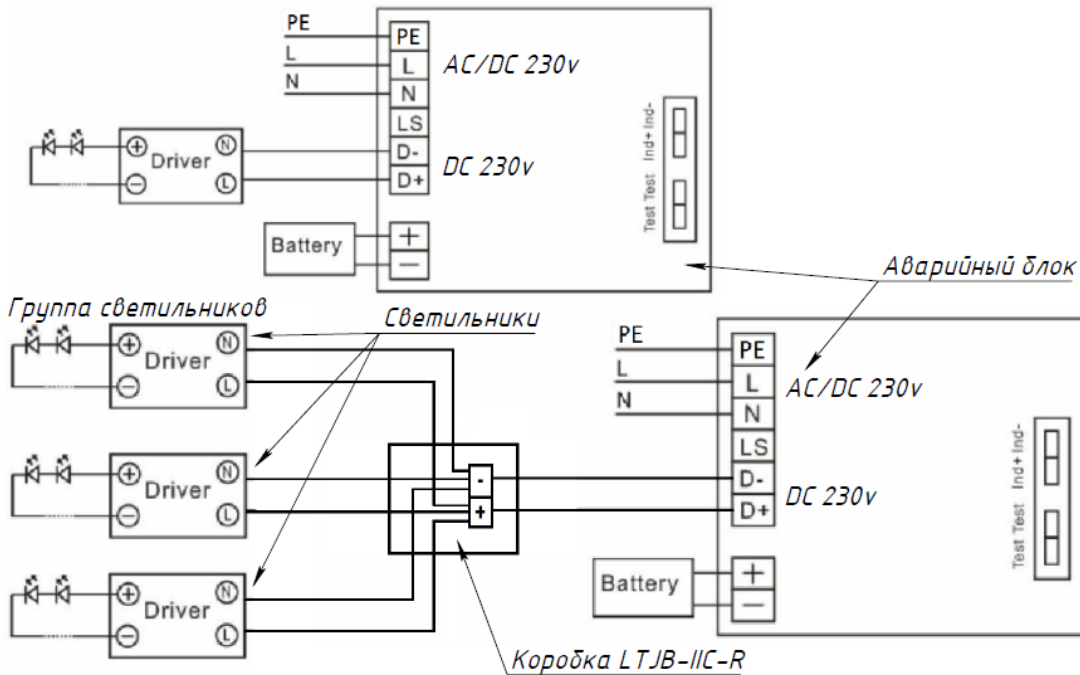 PE
L
N
PE
L
N
LS
D-
D+
+
−
AC/DC 230v
DC 230v
Ind+ Ind-
Test Test
+
−
Driver
N
L
Battery
Аварийный блок
Группа светильников
Светильники
+
−
Driver
N
L
+
−
Driver
N
L
+
−
Driver
N
L
-
+
Коробка LTJB-IIC-R
PE
L
N
PE
L
N
LS
D-
D+
+
−
AC/DC 230v
DC 230v
Ind+ Ind-
Test Test
Battery